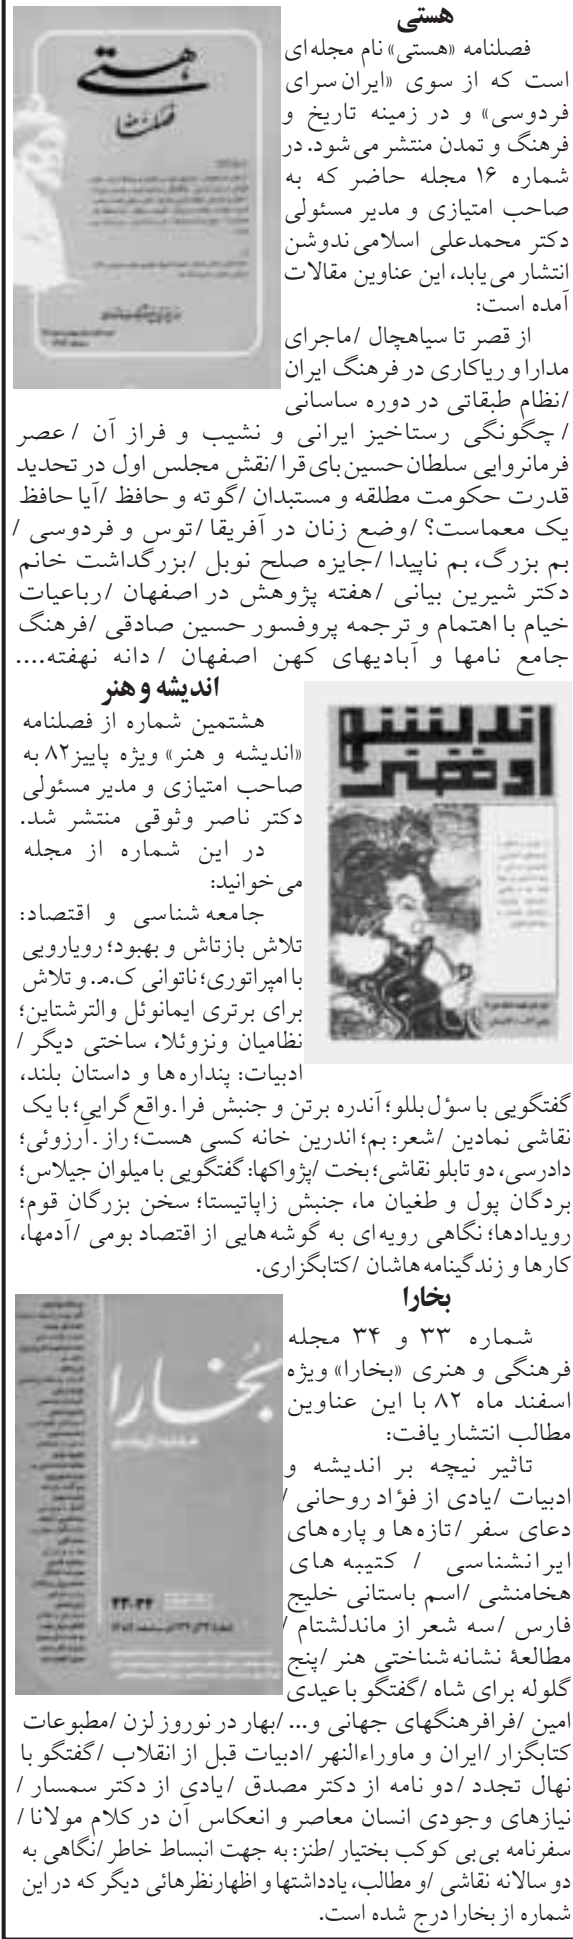 هستی
فصلنامه «هستی» نام مجله‌ای
است که از سوی «ایران‌سرای
فردوسی» و در زمینه تاریخ و
فرهنگ و تمدن منتشر می‌شود. در
شماره ۱۶ مجله حاضر که به
صاحب امتیازی و مدیر مسئولی
دکتر محمدعلی اسلامی‌ندوشن
انتشار می‌یابد، این عناوین مقالات
آمده است:
از قصر تا سیاهچال /ماجرای
مدارا و ریاکاری در فرهنگ ایران
/نظام طبقاتی در دوره ساسانی
/ چگونگی رستاخیز ایرانی و نشیب و فراز آن /عصر
فرمانروایی سلطان‌حسین‌بای‌قرا /نقش مجلس اول در تحدید
قدرت حکومت مطلقه و مستبدان /گوته و حافظ /آیا حافظ
یک معماست؟ /وضع زنان در آفریقا /توس و فردوسی /
بم بزرگ، بم ناپیدا /جایزه صلح نوبل /بزرگداشت خانم
دکتر شیرین بیانی /هفته پژوهش در اصفهان /رباعیات
خیام با اهتمام و ترجمه پروفسور حسین صادقی /فرهنگ
جامع نامها و آبادیهای کهن اصفهان / دانه نهفته....
هستی
فصلنامه
اندیشه و هنر
هشتمین شماره از فصلنامه
«اندیشه و هنر» ویژه پاییز۸۲ به
صاحب امتیازی و مدیر مسئولی
دکتر ناصر وثوقی منتشر شد.
در این شماره از مجله
می‌خوانید:
جامعه شناسی و اقتصاد:
تلاش بازتاش و بهبود؛ رویارویی
با امپراتوری؛ ناتوانی ک.م. و تلاش
برای برتری ایمانوئل والترشتاین؛
نظامیان ونزوئلا، ساختی دیگر /
ادبیات: پنداره‌ها و داستان بلند،
گفتگویی با سؤل‌بللو؛ آندره برتن و جنبش فرا.واقع‌گرایی؛ با یک
نقاشی نمادین /شعر: بم؛ اندرین خانه کسی هست؛ راز .آرزوئی؛
دادرسی، دو تابلو نقاشی؛ بخت /پژواکها: گفتگویی با میلوان جیلاس؛
بردگان پول و طغیان ما، جنبش زاپاتیستا؛ سخن بزرگان قوم؛
رویدادها؛ نگاهی رویه‌ای به گوشه‌هایی از اقتصاد بومی /آدمها،
کارها و زندگینامه‌هاشان /کتابگزاری.
اندیشه
و هنر
بخارا
شماره ۳۳ و ۳۴ مجله
فرهنگی و هنری «بخارا» ویژه
اسفند ماه ۸۲ با این عناوین
مطالب انتشار یافت:
تاثیر نیچه بر اندیشه و
ادبیات /یادی از فؤاد روحانی /
دعای سفر /تازه‌ها و پاره‌های
ایرانشناسی / کتیبه های
هخامنشی /اسم باستانی خلیج
فارس /سه شعر از ماندلشتام /
مطالعهٔ نشانه‌شناختی هنر /پنج
گلوله برای شاه /گفتگو با عیدی
امین /فرافرهنگهای جهانی و... /بهار در نوروز لزن /مطبوعات
کتابگزار /ایران و ماوراءالنهر /ادبیات قبل از انقلاب /گفتگو با
نهال تجدد /دو نامه از دکتر مصدق /یادی از دکتر سمسار /
نیازهای وجودی انسان معاصر و انعکاس آن در کلام مولانا /
سفرنامه بی‌بی کوکب بختیار /طنز: به جهت انبساط خاطر /نگاهی به
دو سالانه نقاشی /و مطالب، یادداشتها و اظهارنظرهائی دیگر که در این
شماره از بخارا درج شده است.
بخارا
۳۳-۳۴